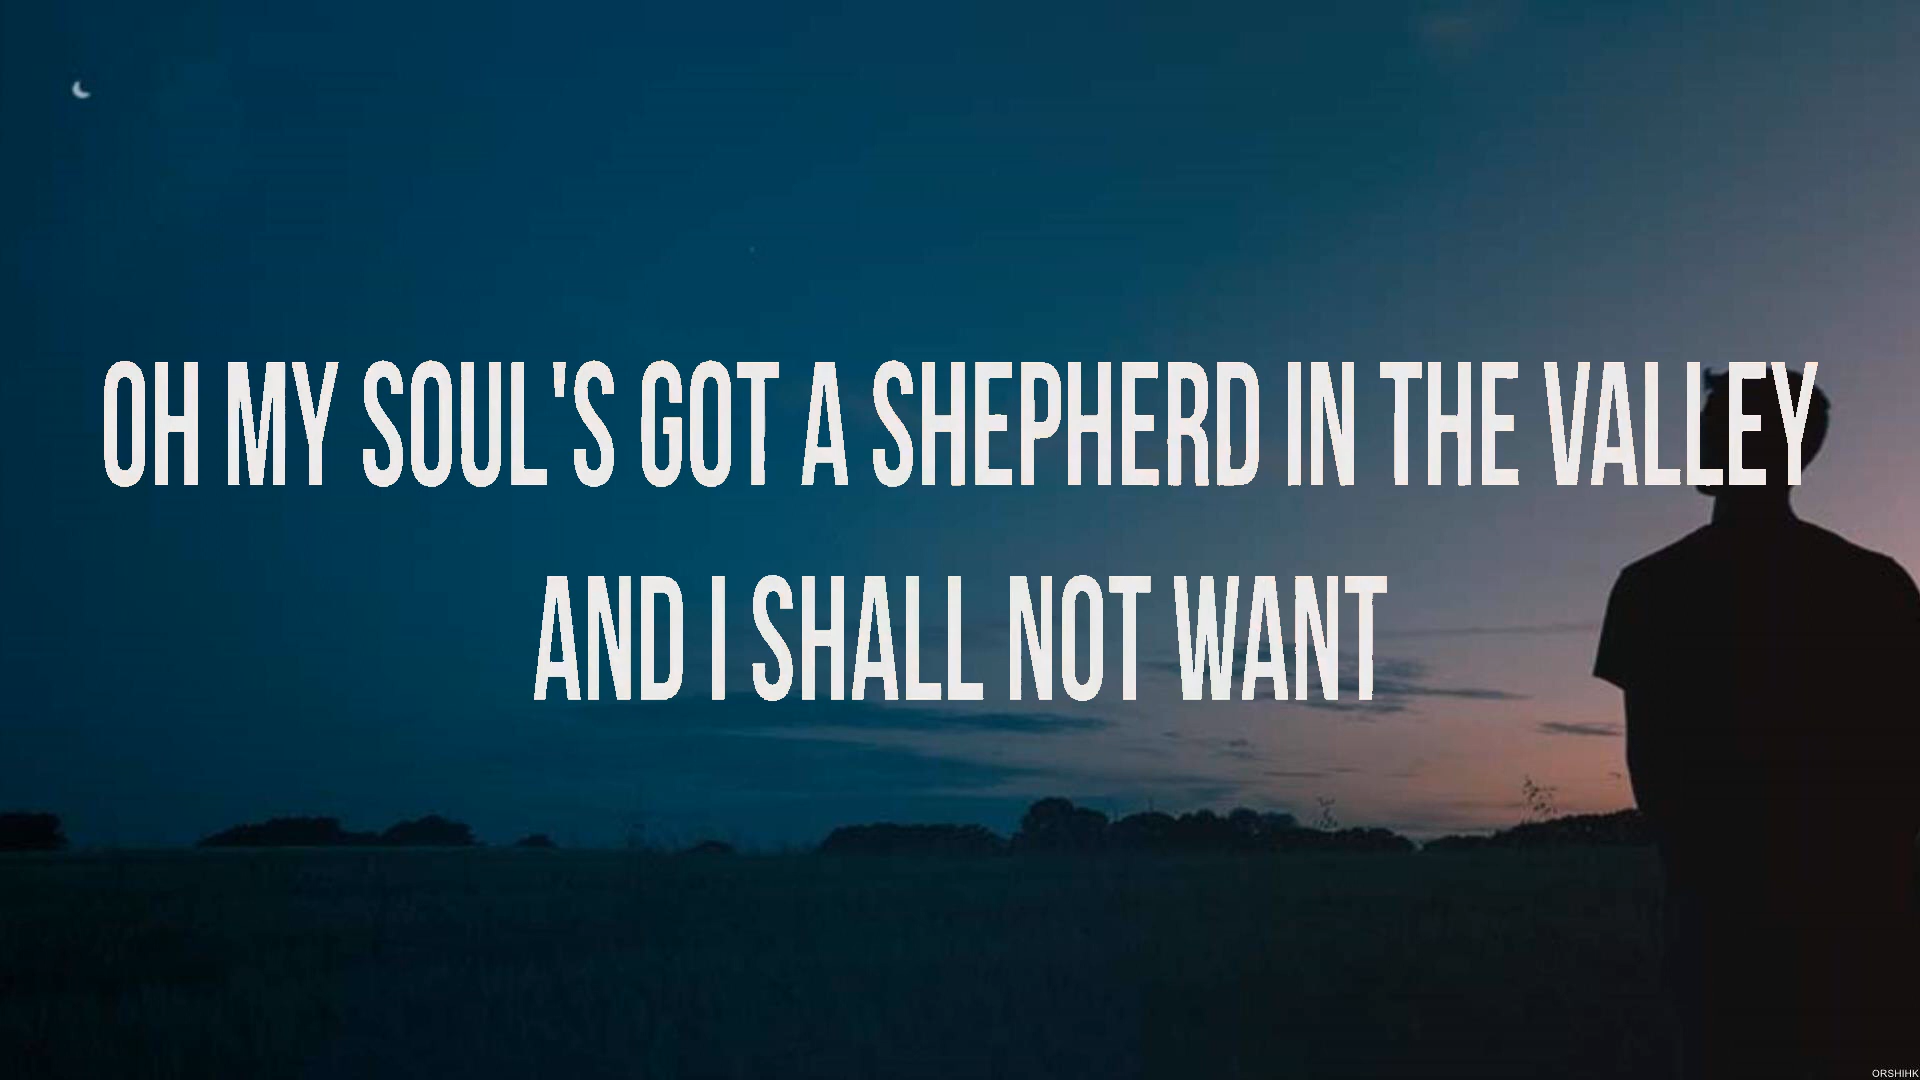 OH MY SOUL'S GOT A SHEPHERD IN THE VALLEY
AND I SHALL NOT WANT
ORSHIHK